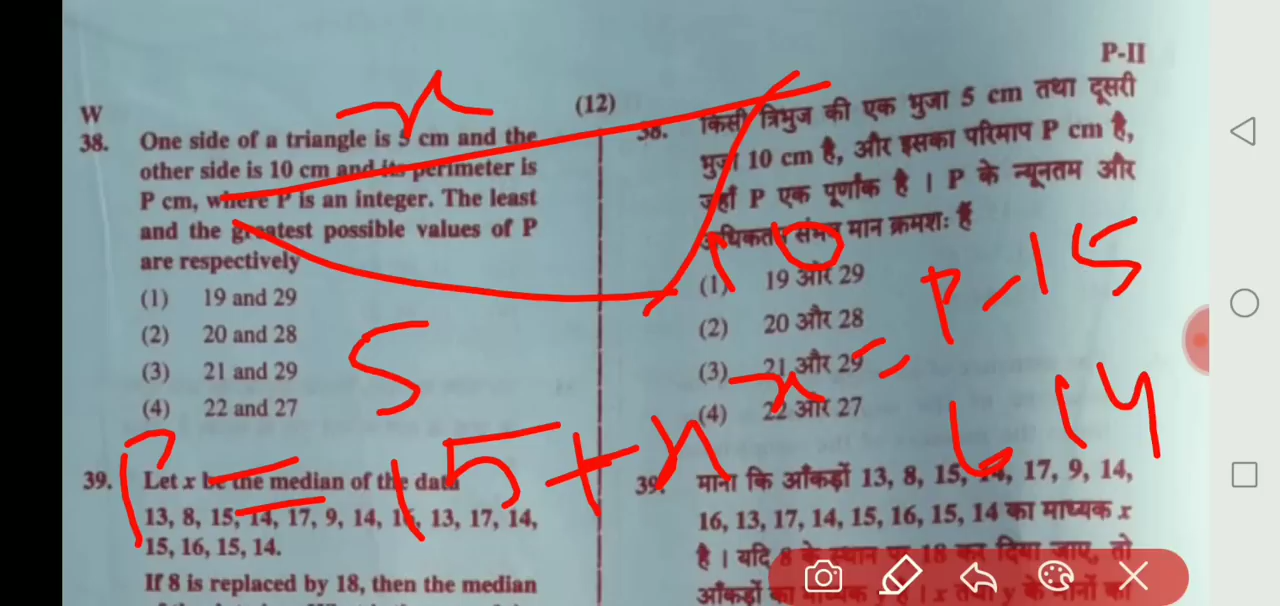 P-II
W
(12)
38. One side of a triangle is 5 cm and the
other side is 10 cm and its perimeter is
P cm, where P is an integer. The least
and the greatest possible values of P
are respectively
(1) 19 and 29
(2) 20 and 28
(3) 21 and 29
(4) 22 and 27
39. Let x be the median of the data
13, 8, 15, 14, 17, 9, 14, 16, 13, 17, 14,
15, 16, 15, 14.
If 8 is replaced by 18, then the median
38. किसी त्रिभुज की एक भुजा 5 cm तथा दूसरी
भुजा 10 cm है, और इसका परिमाप P cm है,
जहाँ P एक पूर्णांक है । P के न्यूनतम और
अधिकतम संभव मान क्रमशः हैं
(1) 19 और 29
(2) 20 और 28
(3) 21 और 29
(4) 22 और 27
39. माना कि आँकड़ों 13, 8, 15, 14, 17, 9, 14,
16, 13, 17, 14, 15, 16, 15, 14 का माध्यक x
है । यदि 8 के स्थान पर 18 कर दिया जाए, तो
आँकड़ों का माध्यक
x
10
5
P = 15 + x
x = P - 15
14